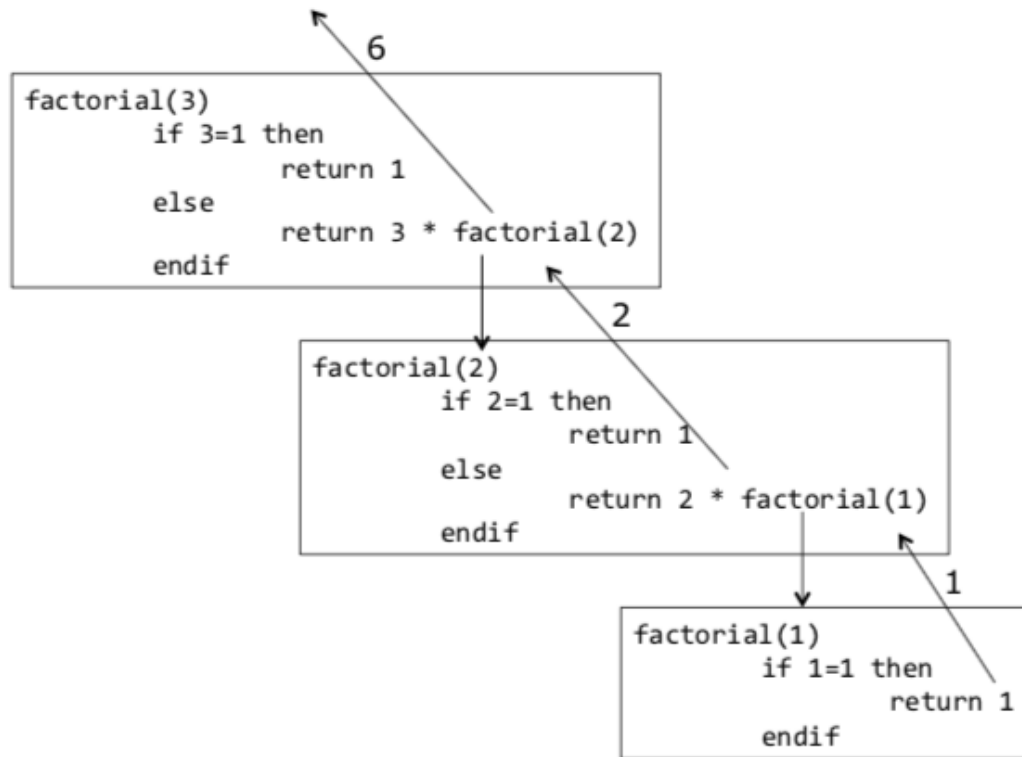 6
factorial(3)
if 3=1 then
return 1
else
return 3 * factorial(2)
endif
2
factorial(2)
if 2=1 then
return 1
else
return 2 * factorial(1)
endif
1
factorial(1)
if 1=1 then
return 1
endif